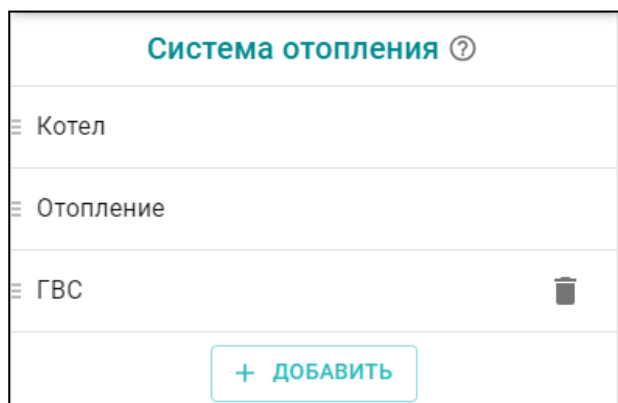 Система отопления ?
Котел
Отопление
ГВС
+ ДОБАВИТЬ